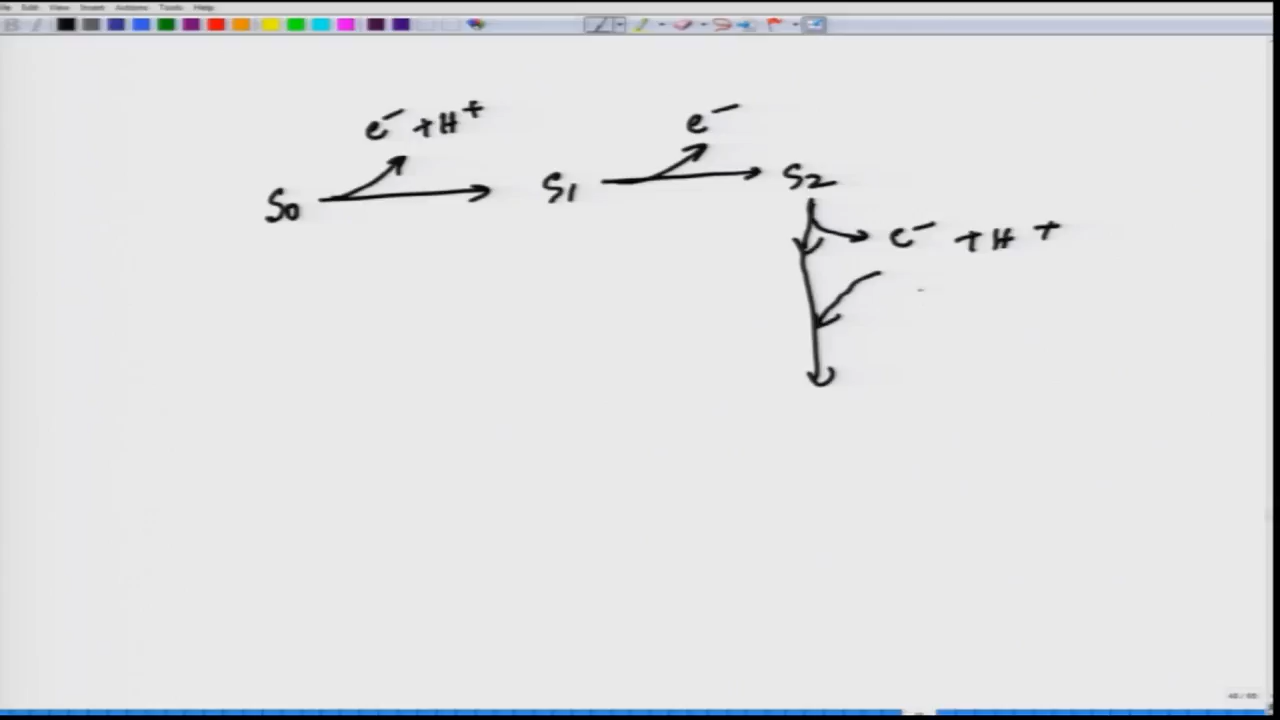 e⁻ + H⁺
e⁻
S₀
S₁
S₂
e⁻ + H⁺